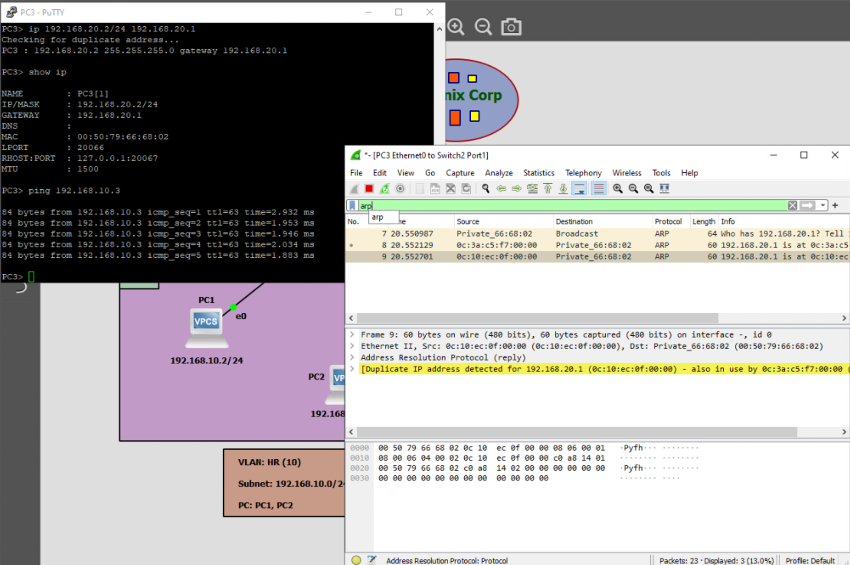 PC3 - PuTTY
PC3> ip 192.168.20.2/24 192.168.20.1
Checking for duplicate address...
PC3 : 192.168.20.2 255.255.255.0 gateway 192.168.20.1
PC3> show ip
NAME : PC3[1]
IP/MASK : 192.168.20.2/24
GATEWAY : 192.168.20.1
DNS :
MAC : 00:50:79:66:68:02
LPORT : 20066
RHOST:PORT : 127.0.0.1:20067
MTU : 1500
PC3> ping 192.168.10.3
84 bytes from 192.168.10.3 icmp_seq=1 ttl=63 time=2.932 ms
84 bytes from 192.168.10.3 icmp_seq=2 ttl=63 time=1.953 ms
84 bytes from 192.168.10.3 icmp_seq=3 ttl=63 time=1.946 ms
84 bytes from 192.168.10.3 icmp_seq=4 ttl=63 time=2.034 ms
84 bytes from 192.168.10.3 icmp_seq=5 ttl=63 time=1.883 ms
PC3>
nix Corp
PC1
VPCS
e0
192.168.10.2/24
PC2
VP
192.168
VLAN: HR (10)
Subnet: 192.168.10.0/24
PC: PC1, PC2
*- [PC3 Ethernet0 to Switch2 Port1]
File Edit View Go Capture Analyze Statistics Telephony Wireless Tools Help
arp
arp
No. Time Source Destination Protocol Length Info
7 20.550987 Private_66:68:02 Broadcast ARP 64 Who has 192.168.20.1? Tell 1
8 20.552129 0c:3a:c5:f7:00:00 Private_66:68:02 ARP 60 192.168.20.1 is at 0c:3a:c5
9 20.552701 0c:10:ec:0f:00:00 Private_66:68:02 ARP 60 192.168.20.1 is at 0c:10:ec
Frame 9: 60 bytes on wire (480 bits), 60 bytes captured (480 bits) on interface -, id 0
Ethernet II, Src: 0c:10:ec:0f:00:00 (0c:10:ec:0f:00:00), Dst: Private_66:68:02 (00:50:79:66:68:02)
Address Resolution Protocol (reply)
[Duplicate IP address detected for 192.168.20.1 (0c:10:ec:0f:00:00) - also in use by 0c:3a:c5:f7:00:00 (
0000 00 50 79 66 68 02 0c 10 ec 0f 00 00 08 06 00 01 ·Pyfh··· ········
0010 08 00 06 04 00 02 0c 10 ec 0f 00 00 c0 a8 14 01 ········ ········
0020 00 50 79 66 68 02 c0 a8 14 02 00 00 00 00 00 00 ·Pyfh··· ········
0030 00 00 00 00 00 00 00 00 00 00 00 00 ········ ····
Address Resolution Protocol: Protocol
Packets: 23 · Displayed: 3 (13.0%)
Profile: Default